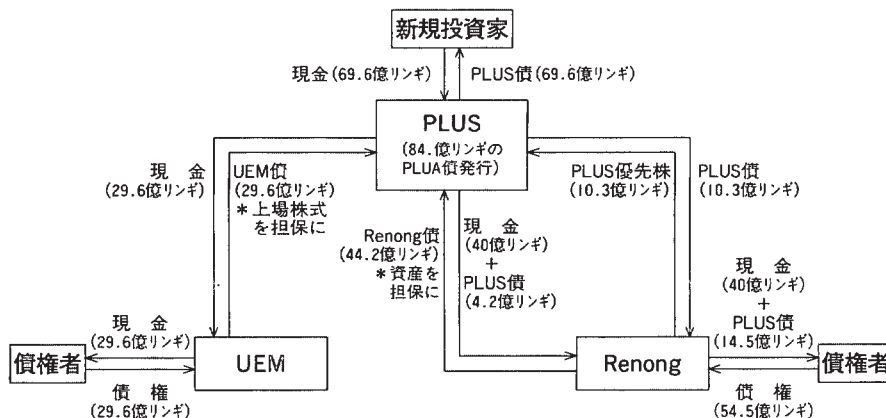 新規投資家
現金(69.6億リンギ)
PLUS債(69.6億リンギ)
PLUS
(84.億リンギの
PLUA債発行)
現　金
(29.6億リンギ)
UEM債
(29.6億リンギ)
*上場株式
を担保に
PLUS優先株
(10.3億リンギ)
PLUS債
(10.3億リンギ)
Renong債
(44.2億リンギ)
*資産を
担保に
現　金
(40億リンギ)
+
PLUS債
(4.2億リンギ)
現　金
(40億リンギ)
+
PLUS債
(14.5億リンギ)
現　金
(29.6億リンギ)
債権者
UEM
Renong
債権者
債　権
(29.6億リンギ)
債　権
(54.5億リンギ)